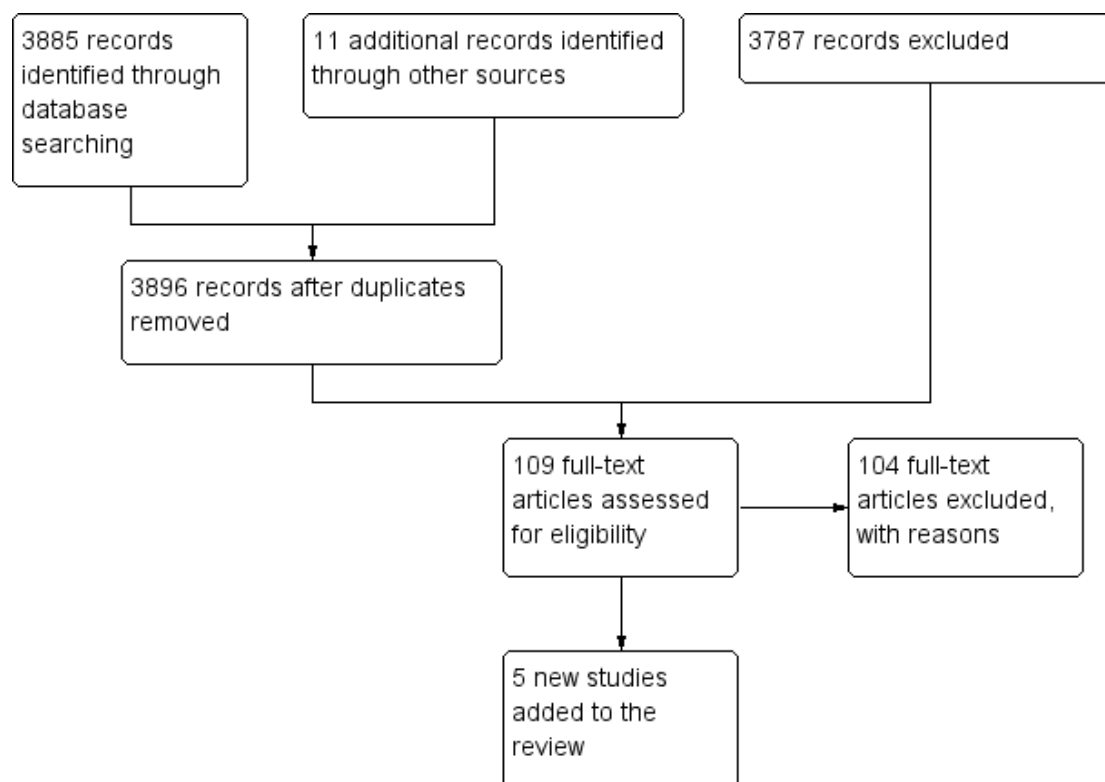 3885 records
identified through
database
searching
11 additional records identified
through other sources
3787 records excluded
3896 records after duplicates
removed
109 full-text
articles assessed
for eligibility
104 full-text
articles excluded,
with reasons
5 new studies
added to the
review